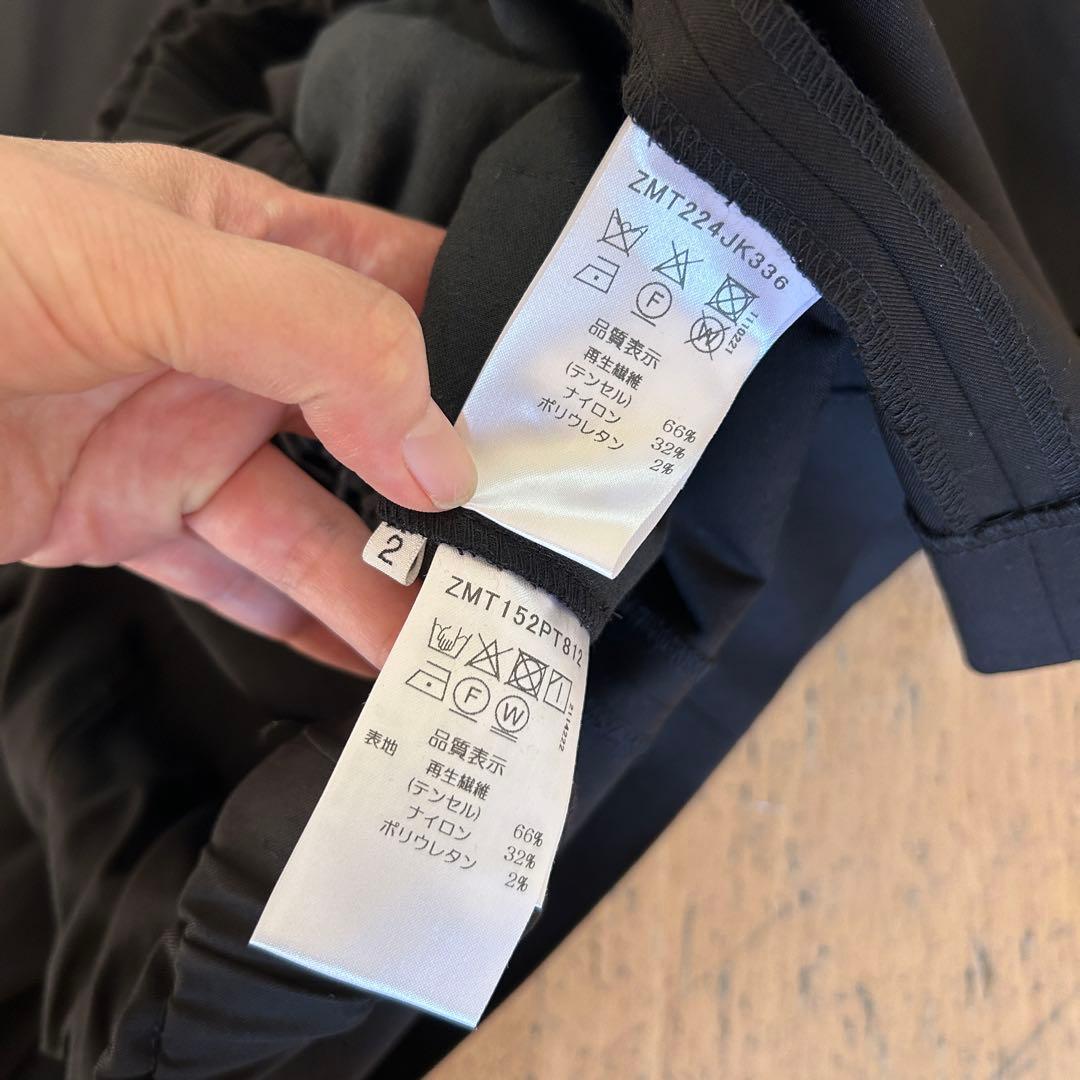 ZMT224JK336
F
W
1110221
品質表示
再生繊維
(テンセル) 66%
ナイロン 32%
ポリウレタン 2%
2
ZMT152PT812
F
W
2114222
品質表示
表地
再生繊維
(テンセル) 66%
ナイロン 32%
ポリウレタン 2%